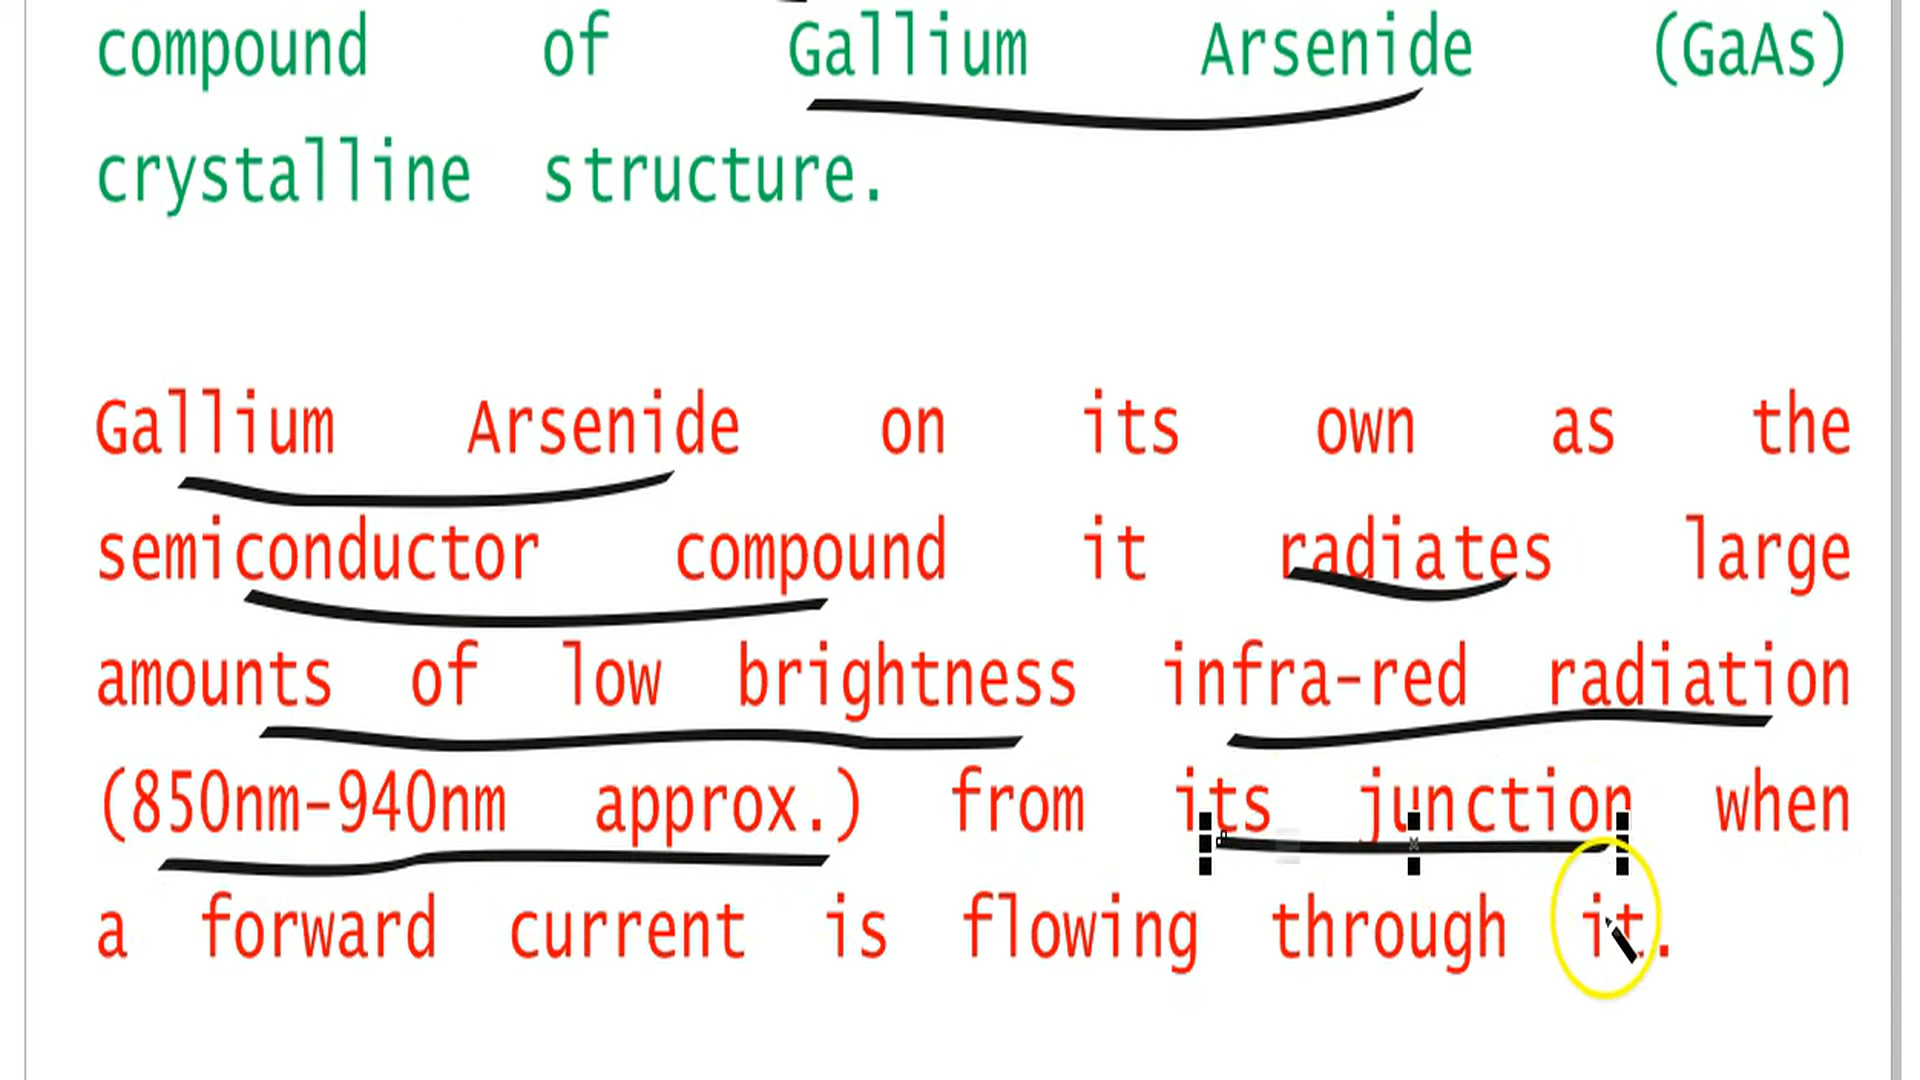 compound of Gallium Arsenide (GaAs)
crystalline structure.
Gallium Arsenide on its own as the
semiconductor compound it radiates large
amounts of low brightness infra-red radiation
(850nm-940nm approx.) from its junction when
a forward current is flowing through it.